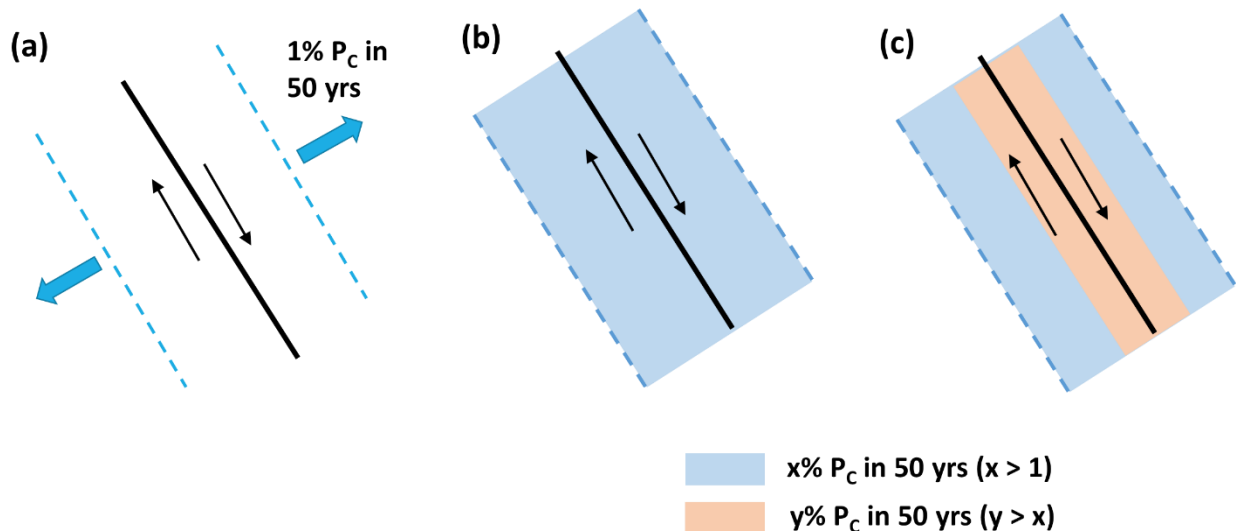 (a)
1% P_C in
50 yrs
(b)
(c)
x% P_C in 50 yrs (x > 1)
y% P_C in 50 yrs (y > x)